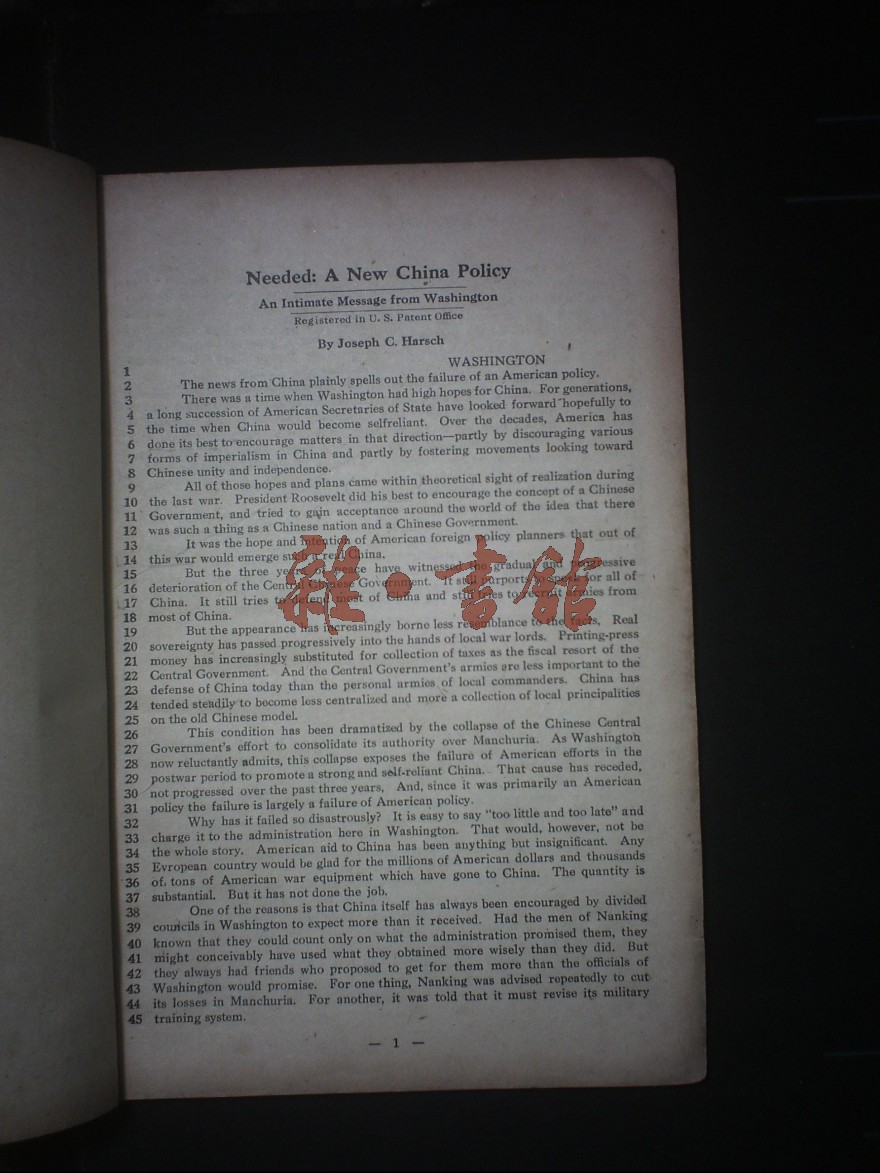 Needed: A New China Policy
An Intimate Message from Washington
Registered in U. S. Patent Office
By Joseph C. Harsch
1 WASHINGTON
2 The news from China plainly spells out the failure of an American policy.
3 There was a time when Washington had high hopes for China. For generations,
4 a long succession of American Secretaries of State have looked forward hopefully to
5 the time when China would become selfreliant. Over the decades, America has
6 done its best to encourage matters in that direction—partly by discouraging various
7 forms of imperialism in China and partly by fostering movements looking toward
8 Chinese unity and independence.
9 All of those hopes and plans came within theoretical sight of realization during
10 the last war. President Roosevelt did his best to encourage the concept of a Chinese
11 Government, and tried to gain acceptance around the world of the idea that there
12 was such a thing as a Chinese nation and a Chinese Government.
13 It was the hope and intention of American foreign policy planners that out of
14 this war would emerge such a real China.
15 But the three years of peace have witnessed the gradual and progressive
16 deterioration of the Central Chinese Government. It still purports to speak for all of
17 China. It still tries to defend most of China and still tries to recruit armies from
18 most of China.
19 But the appearance has increasingly borne less resemblance to the facts, Real
20 sovereignty has passed progressively into the hands of local war lords. Printing-press
21 money has increasingly substituted for collection of taxes as the fiscal resort of the
22 Central Government. And the Central Government's armies are less important to the
23 defense of China today than the personal armies of local commanders. China has
24 tended steadily to become less centralized and more a collection of local principalities
25 on the old Chinese model.
26 This condition has been dramatized by the collapse of the Chinese Central
27 Government's effort to consolidate its authority over Manchuria. As Washington
28 now reluctantly admits, this collapse exposes the failure of American efforts in the
29 postwar period to promote a strong and self-reliant China. That cause has receded,
30 not progressed over the past three years, And, since it was primarily an American
31 policy the failure is largely a failure of American policy.
32 Why has it failed so disastrously? It is easy to say "too little and too late" and
33 charge it to the administration here in Washington. That would, however, not be
34 the whole story. American aid to China has been anything but insignificant. Any
35 Evropean country would be glad for the millions of American dollars and thousands
36 of tons of American war equipment which have gone to China. The quantity is
37 substantial. But it has not done the job.
38 One of the reasons is that China itself has always been encouraged by divided
39 councils in Washington to expect more than it received. Had the men of Nanking
40 known that they could count only on what the administration promised them, they
41 might conceivably have used what they obtained more wisely than they did. But
42 they always had friends who proposed to get for them more than the officials of
43 Washington would promise. For one thing, Nanking was advised repeatedly to cut
44 its losses in Manchuria. For another, it was told that it must revise its military
45 training system.
— 1 —